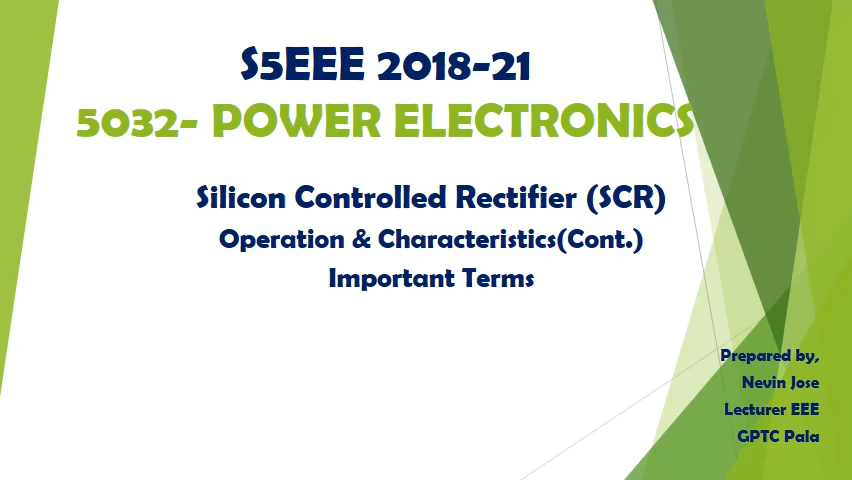 S5EEE 2018-21
5032- POWER ELECTRONICS
Silicon Controlled Rectifier (SCR)
Operation & Characteristics(Cont.)
Important Terms
Prepared by,
Nevin Jose
Lecturer EEE
GPTC Pala